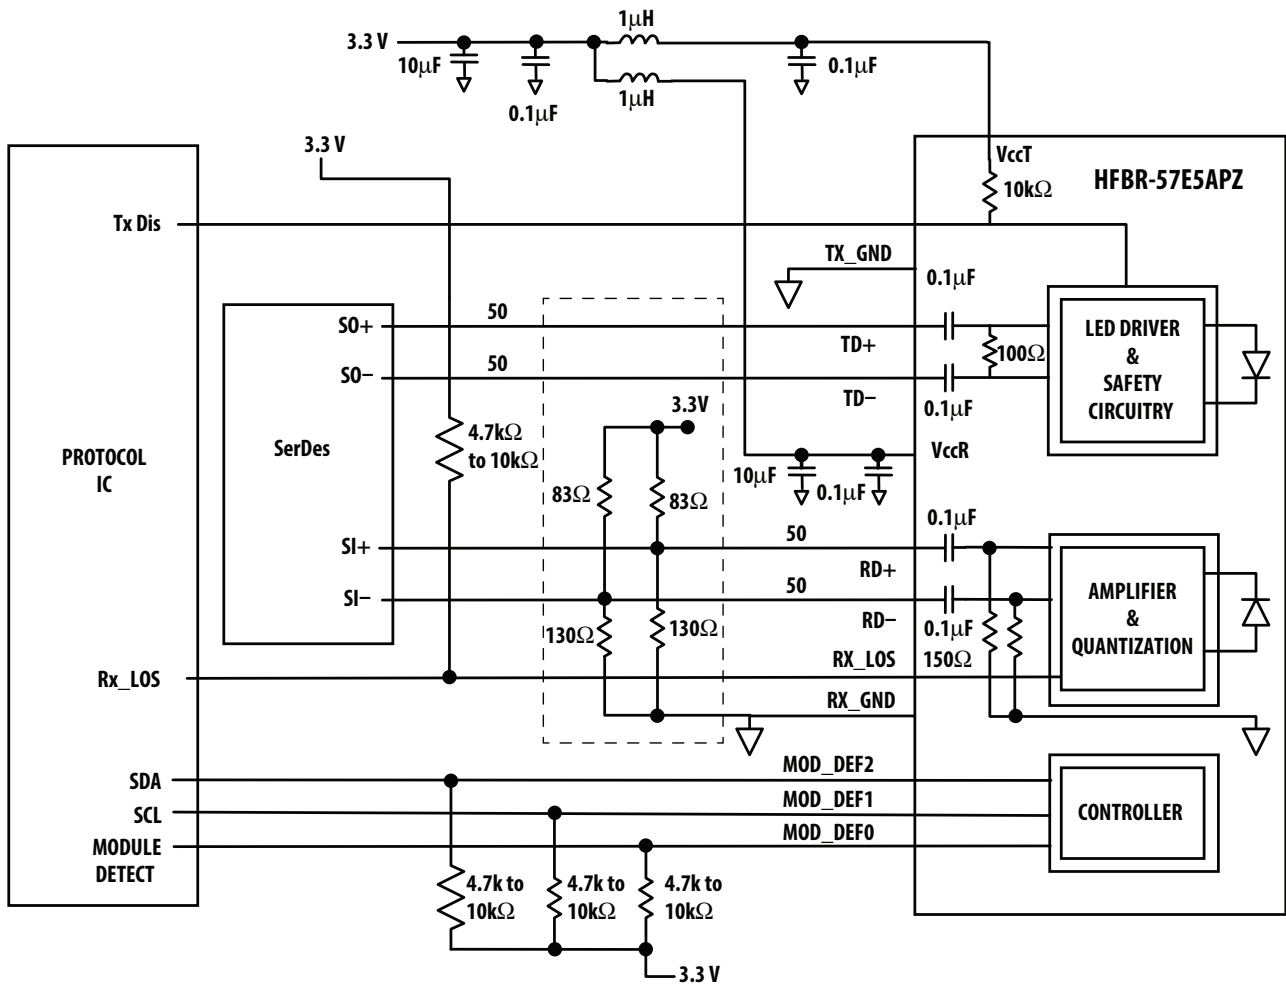 1μH
3.3 V
10μF
0.1μF
0.1μF
1μH
3.3 V
VccT
HFBR-57E5APZ
10kΩ
Tx Dis
TX_GND
0.1μF
SO+
50
TD+
LED DRIVER
&
SAFETY
CIRCUITRY
100Ω
SO−
50
TD−
0.1μF
3.3V
PROTOCOL
IC
SerDes
4.7kΩ
to 10kΩ
VccR
10μF
0.1μF
83Ω
83Ω
0.1μF
SI+
50
RD+
SI−
50
RD−
0.1μF
AMPLIFIER
&
QUANTIZATION
130Ω
130Ω
Rx_LOS
RX_LOS
150Ω
RX_GND
SDA
MOD_DEF2
SCL
MOD_DEF1
MODULE
DETECT
MOD_DEF0
CONTROLLER
4.7k to
10kΩ
4.7k to
10kΩ
4.7k to
10kΩ
3.3 V